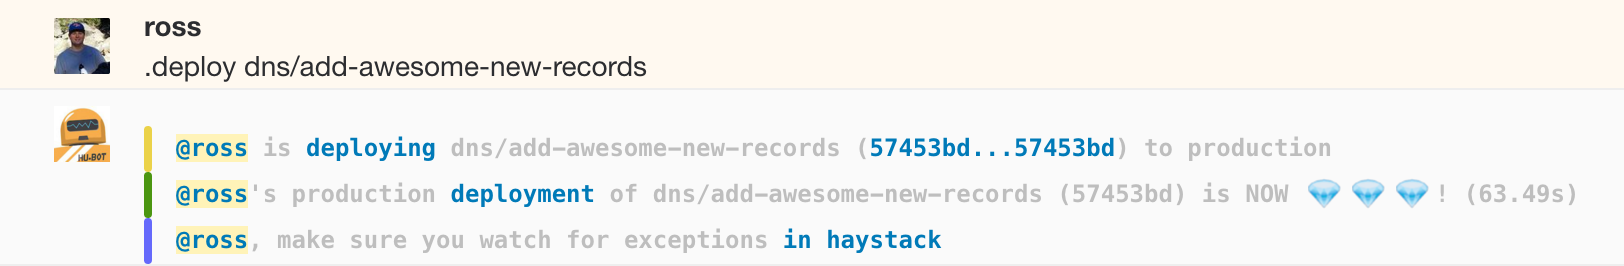 ross
.deploy dns/add-awesome-new-records
HU-BOT
@ross is deploying dns/add-awesome-new-records (57453bd...57453bd) to production
@ross's production deployment of dns/add-awesome-new-records (57453bd) is NOW 💎 💎 💎! (63.49s)
@ross, make sure you watch for exceptions in haystack